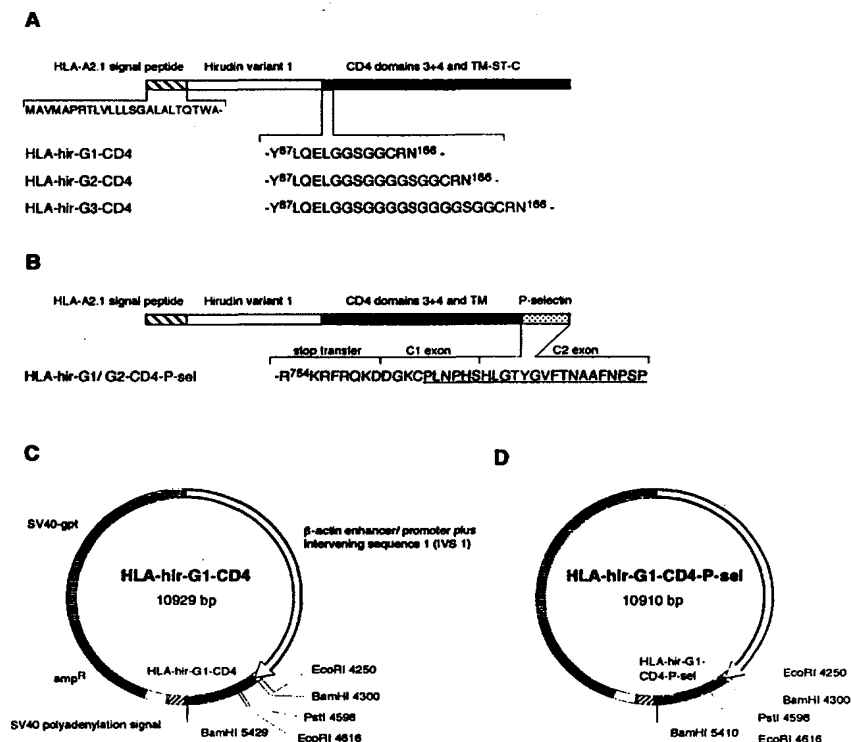 A
HLA-A2.1 signal peptide
Hirudin variant 1
CD4 domains 3+4 and TM-ST-C
MAVMAPRTLVLLLSGALALTQTWA-
HLA-hir-G1-CD4
-Y67LQELGGSGGCRN166 -
HLA-hir-G2-CD4
-Y67LQELGGSGGGGSGGCRN166 -
HLA-hir-G3-CD4
-Y67LQELGGSGGGGSGGGGSGGCRN166 -
B
HLA-A2.1 signal peptide
Hirudin variant 1
CD4 domains 3+4 and TM
P-selectin
stop transfer
C1 exon
C2 exon
HLA-hir-G1/ G2-CD4-P-sel
-R754KRFRQKDDGKCPLNPHSHLGTYGVFTNAAFNPSP
C
SV40-gpt
β-actin enhancer/ promoter plus
intervening sequence 1 (IVS 1)
HLA-hir-G1-CD4
10929 bp
HLA-hir-G1-CD4
ampR
SV40 polyadenylation signal
EcoRI 4250
BamHI 4300
PstI 4596
EcoRI 4616
BamHI 5429
D
HLA-hir-G1-CD4-P-sel
10910 bp
HLA-hir-G1-
CD4-P-sel
EcoRI 4250
BamHI 4300
PstI 4596
EcoRI 4616
BamHI 5410